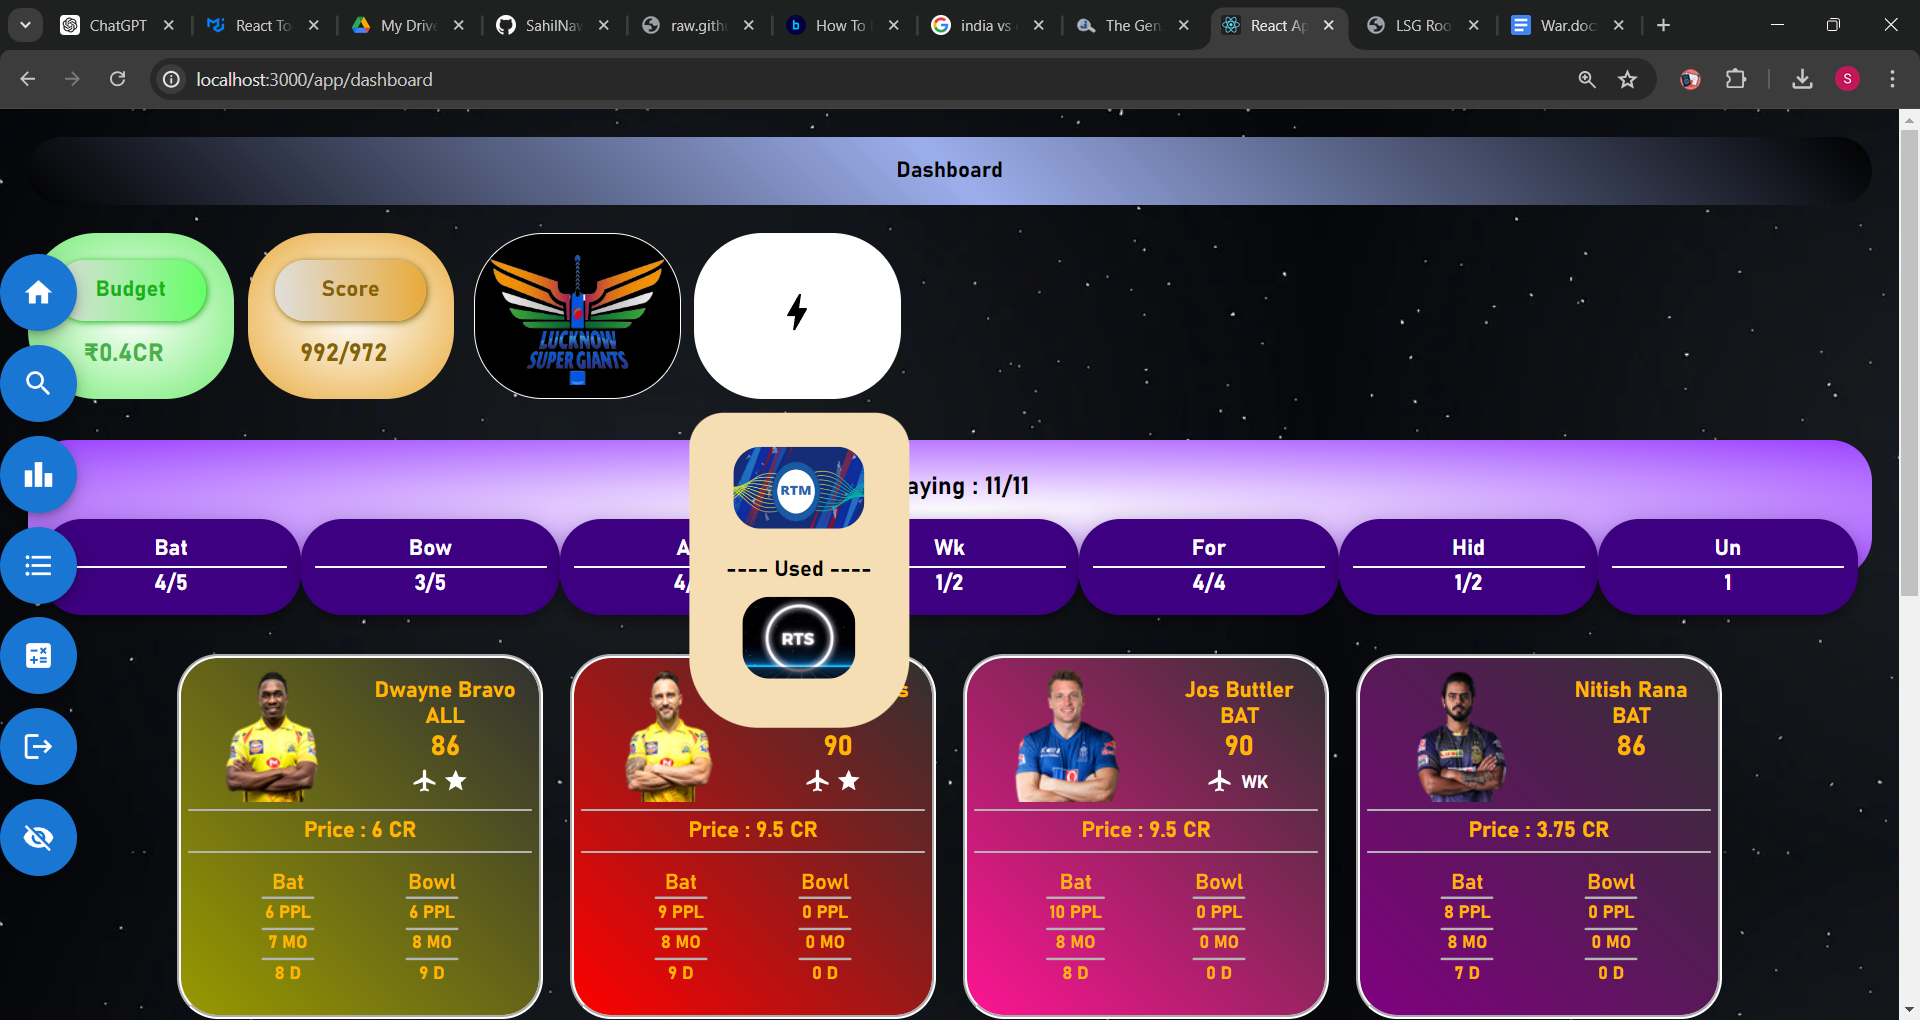 ChatGPT
React To
My Drive
SahilNaw
raw.gith
How To
india vs
The Gen
React Ap
LSG Roo
War.doc
localhost:3000/app/dashboard
S
Dashboard
Budget
₹0.4CR
Score
992/972
LUCKNOW
SUPER GIANTS
RTM
---- Used ----
RTS
aying : 11/11
Bat
4/5
Bow
3/5
A
4/
Wk
1/2
For
4/4
Hid
1/2
Un
1
Dwayne Bravo
ALL
86
Price : 6 CR
Bat
Bowl
6 PPL
6 PPL
7 MO
8 MO
8 D
9 D
s
90
Price : 9.5 CR
Bat
Bowl
9 PPL
0 PPL
8 MO
0 MO
9 D
0 D
Jos Buttler
BAT
90
WK
Price : 9.5 CR
Bat
Bowl
10 PPL
0 PPL
8 MO
0 MO
8 D
0 D
Nitish Rana
BAT
86
Price : 3.75 CR
Bat
Bowl
8 PPL
0 PPL
8 MO
0 MO
7 D
0 D